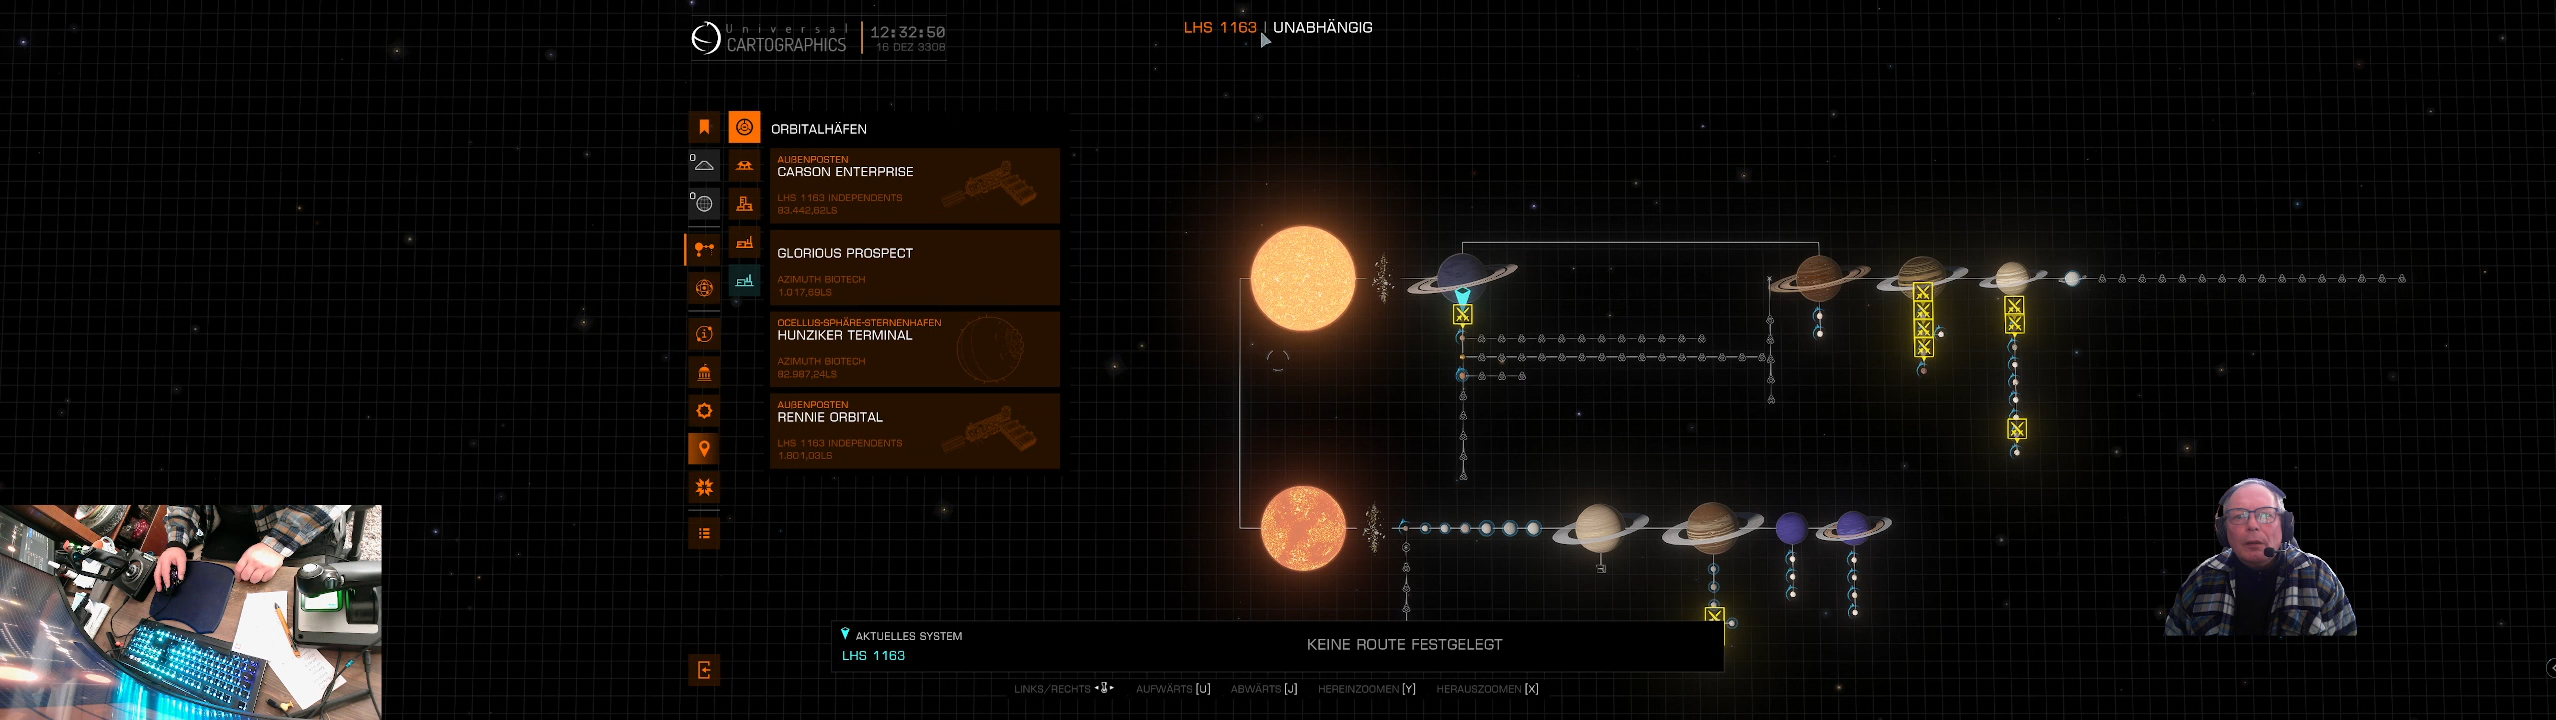 Universal
CARTOGRAPHICS
12:32:50
16 DEZ 3308
LHS 1163 | UNABHÄNGIG
ORBITALHÄFEN
AUßENPOSTEN
CARSON ENTERPRISE
LHS 1163 INDEPENDENTS
83.442,62LS
GLORIOUS PROSPECT
AZIMUTH BIOTECH
1.017,69LS
OCELLUS-SPHÄRE-STERNENHAFEN
HUNZIKER TERMINAL
AZIMUTH BIOTECH
82.987,24LS
AUßENPOSTEN
RENNIE ORBITAL
LHS 1163 INDEPENDENTS
1.801,03LS
0
0
AKTUELLES SYSTEM
LHS 1163
KEINE ROUTE FESTGELEGT
LINKS/RECHTS
AUFWÄRTS [U]
ABWÄRTS [J]
HEREINZOOMEN [Y]
HERAUSZOOMEN [X]